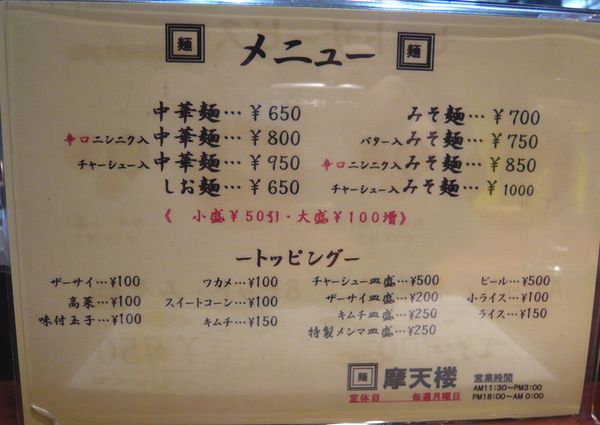 麺 メニュー 麺
中華麺…￥650
辛口ニンニク入中華麺…￥800
チャーシュー入中華麺…￥950
しお麺…￥650
みそ麺…￥700
バター入みそ麺…￥750
辛口ニンニク入みそ麺…￥850
チャーシュー入みそ麺…￥1000
《 小盛￥50引・大盛￥100増》
ートッピングー
ザーサイ…¥100
高菜…¥100
味付玉子…¥100
ワカメ…¥100
スイートコーン…¥100
キムチ…¥150
チャーシュー皿盛…¥500
ザーサイ皿盛…¥200
キムチ皿盛…¥250
特製メンマ皿盛…¥250
ビール…¥500
小ライス…¥100
ライス…¥150
麺 摩天楼
定休日 毎週月曜日
営業時間
AM11:30~PM3:00
PM18:00~AM 0:00